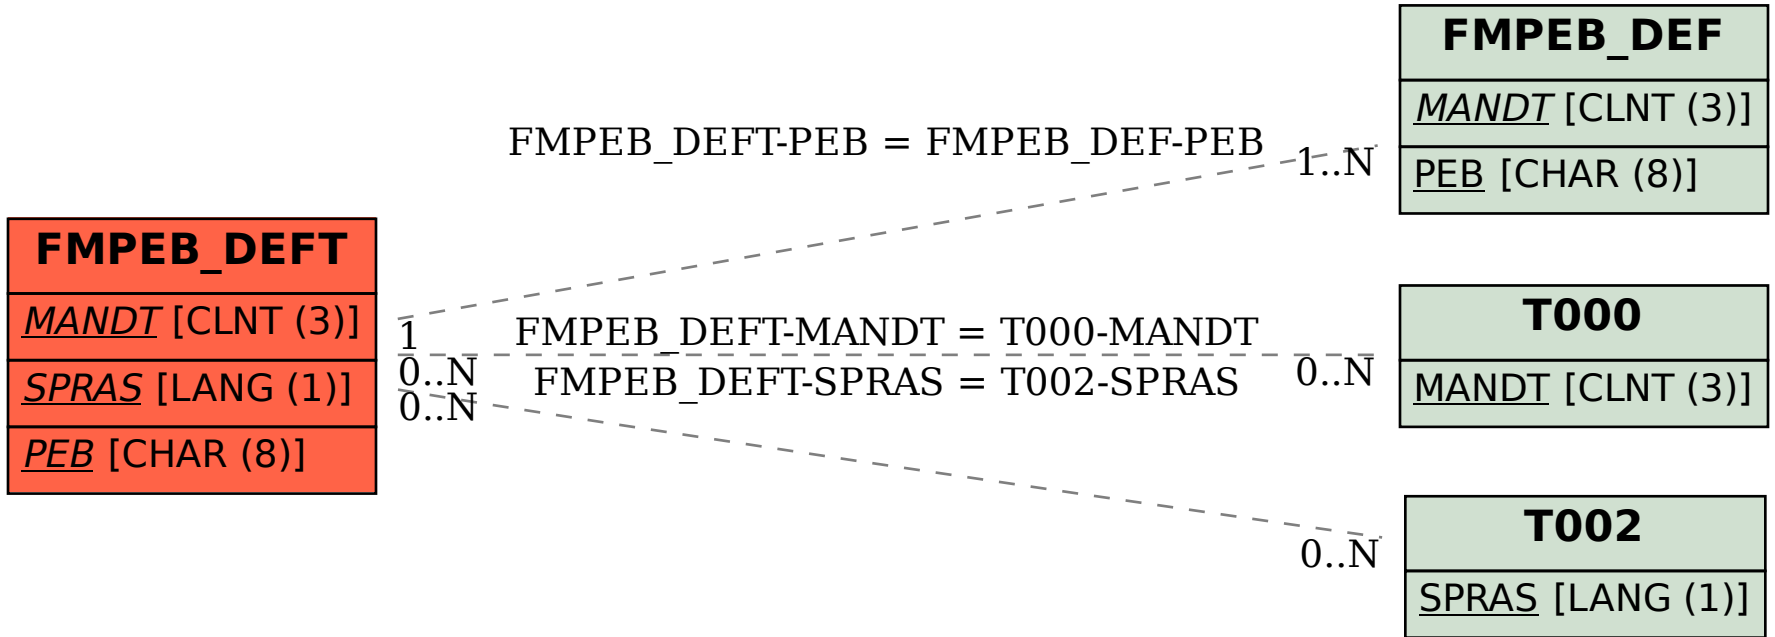 FMPEB_DEF
MANDT [CLNT (3)]
PEB [CHAR (8)]
FMPEB_DEFT-PEB = FMPEB_DEF-PEB
1..N
FMPEB_DEFT
MANDT [CLNT (3)]
SPRAS [LANG (1)]
PEB [CHAR (8)]
1
FMPEB_DEFT-MANDT = T000-MANDT
0..N
0..N
FMPEB_DEFT-SPRAS = T002-SPRAS
0..N
T000
MANDT [CLNT (3)]
0..N
T002
SPRAS [LANG (1)]